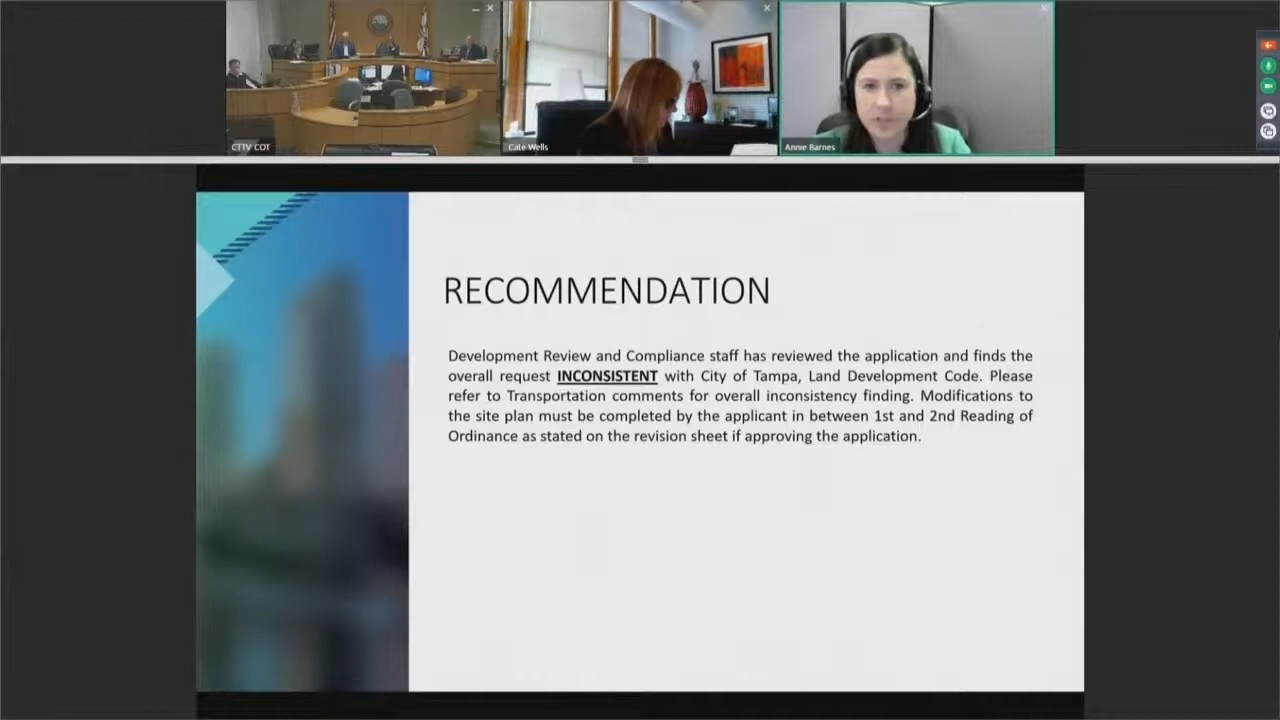 CTTV COT
Cate Wells
Annie Barnes
RECOMMENDATION
Development Review and Compliance staff has reviewed the application and finds the
overall request INCONSISTENT with City of Tampa, Land Development Code. Please
refer to Transportation comments for overall inconsistency finding. Modifications to
the site plan must be completed by the applicant in between 1st and 2nd Reading of
Ordinance as stated on the revision sheet if approving the application.